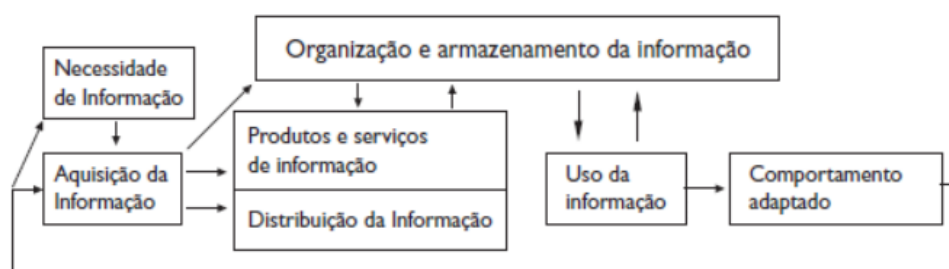 Organização e armazenamento da informação
Necessidade
de Informação
Aquisição da
Informação
Produtos e serviços
de informação
Distribuição da Informação
Uso da
informação
Comportamento
adaptado